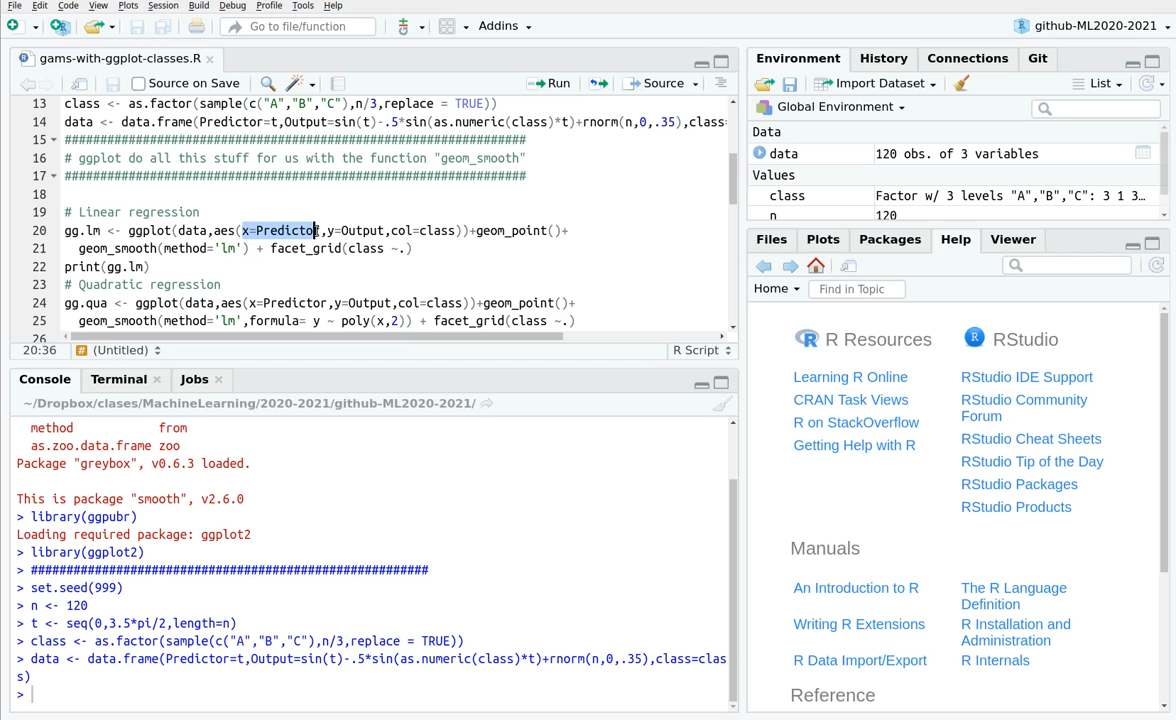 File Edit Code View Plots Session Build Debug Profile Tools Help
Go to file/function
Addins
github-ML2020-2021
gams-with-ggplot-classes.R
Source on Save
Run
Source
13 class <- as.factor(sample(c("A","B","C"),n/3,replace = TRUE))
14 data <- data.frame(Predictor=t,Output=sin(t)-.5*sin(as.numeric(class)*t)+rnorm(n,0,.35),class=
15 #################################################################
16 # ggplot do all this stuff for us with the function "geom_smooth"
17 #################################################################
18
19 # Linear regression
20 gg.lm <- ggplot(data,aes(x=Predictor,y=Output,col=class))+geom_point()+
21 geom_smooth(method='lm') + facet_grid(class ~.)
22 print(gg.lm)
23 # Quadratic regression
24 gg.qua <- ggplot(data,aes(x=Predictor,y=Output,col=class))+geom_point()+
25 geom_smooth(method='lm',formula= y ~ poly(x,2)) + facet_grid(class ~.)
26
20:36 # (Untitled) R Script
Console Terminal Jobs
~/Dropbox/clases/MachineLearning/2020-2021/github-ML2020-2021/
method from
as.zoo.data.frame zoo
Package "greybox", v0.6.3 loaded.
This is package "smooth", v2.6.0
> library(ggpubr)
Loading required package: ggplot2
> library(ggplot2)
> ########################################################
> set.seed(999)
> n <- 120
> t <- seq(0,3.5*pi/2,length=n)
> class <- as.factor(sample(c("A","B","C"),n/3,replace = TRUE))
> data <- data.frame(Predictor=t,Output=sin(t)-.5*sin(as.numeric(class)*t)+rnorm(n,0,.35),class=clas
s)
>
Environment History Connections Git
Import Dataset
List
Global Environment
Data
data 120 obs. of 3 variables
Values
class Factor w/ 3 levels "A","B","C": 3 1 3…
n 120
Files Plots Packages Help Viewer
Home
Find in Topic
R Resources
Learning R Online
CRAN Task Views
R on StackOverflow
Getting Help with R
RStudio
RStudio IDE Support
RStudio Community
Forum
RStudio Cheat Sheets
RStudio Tip of the Day
RStudio Packages
RStudio Products
Manuals
An Introduction to R
Writing R Extensions
R Data Import/Export
The R Language
Definition
R Installation and
Administration
R Internals
Reference